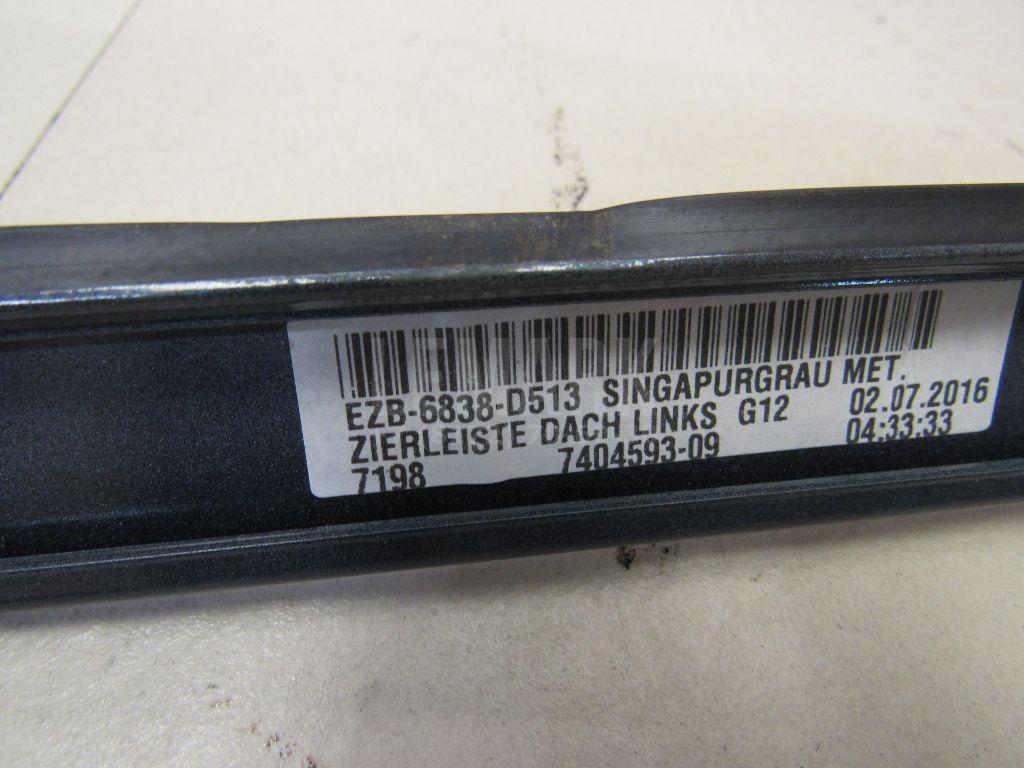 EZB-6838-D513 SINGAPURGRAU MET.
ZIERLEISTE DACH LINKS G12 02.07.2016
7198 7404593-09 04:33:33